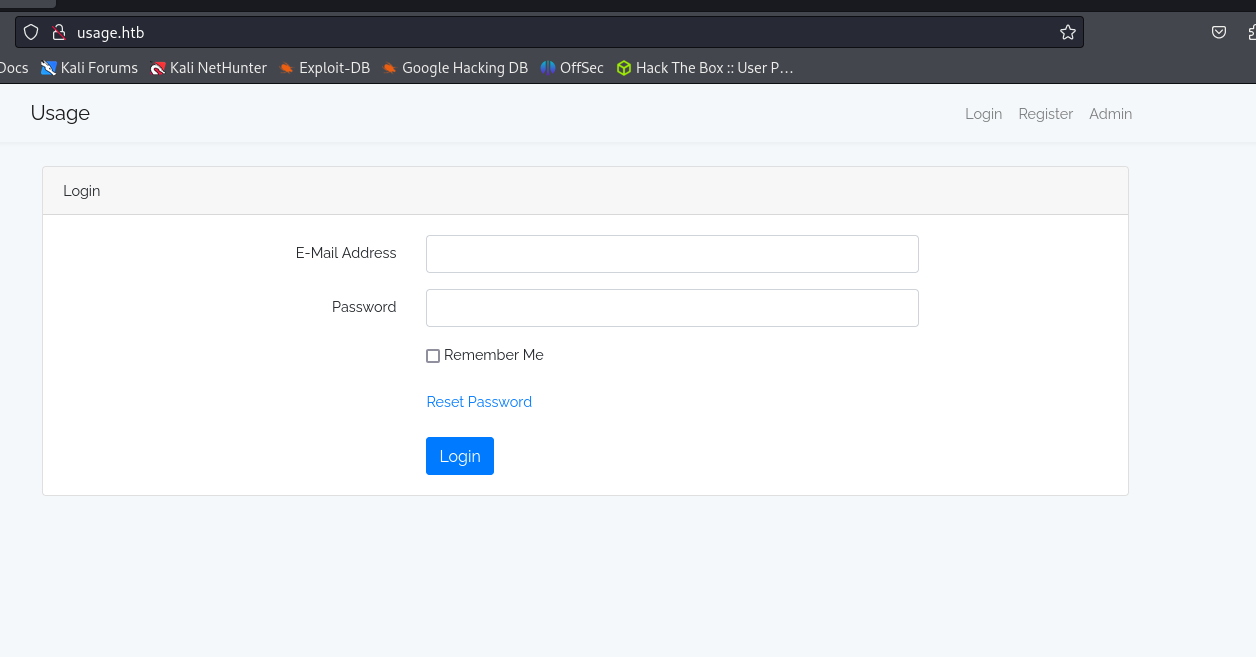 usage.htb
Docs Kali Forums Kali NetHunter Exploit-DB Google Hacking DB OffSec Hack The Box :: User P…
Usage Login Register Admin
Login
E-Mail Address
Password
Remember Me
Reset Password
Login